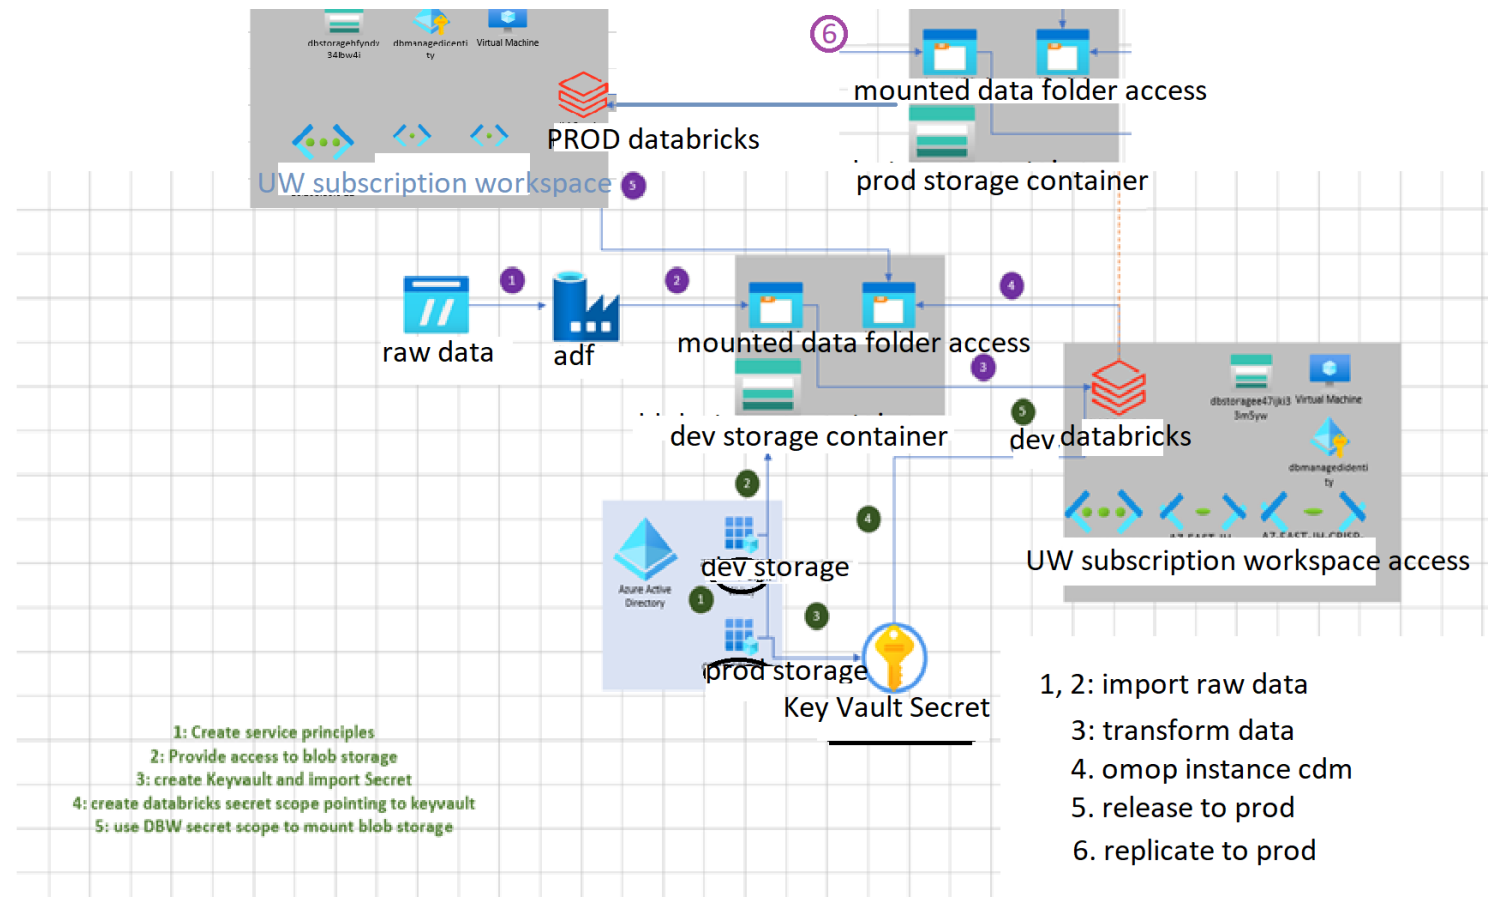 dbstoragebfyndv
34lbw4i
dbmanagedicenti
ty
Virtual Machine
6
mounted data folder access
PROD databricks
prod storage container
UW subscription workspace
5
1
2
4
raw data
adf
mounted data folder access
3
dbstoragee47ijki3
3m5yw
Virtual Machine
5
dev storage container
dev databricks
dbmanagedidenti
ty
2
4
UW subscription workspace access
dev storage
Azure Active
Directory
1
3
prod storage
Key Vault Secret
1, 2: import raw data
3: transform data
4. omop instance cdm
5. release to prod
6. replicate to prod
1: Create service principles
2: Provide access to blob storage
3: create Keyvault and import Secret
4: create databricks secret scope pointing to keyvault
5: use DBW secret scope to mount blob storage